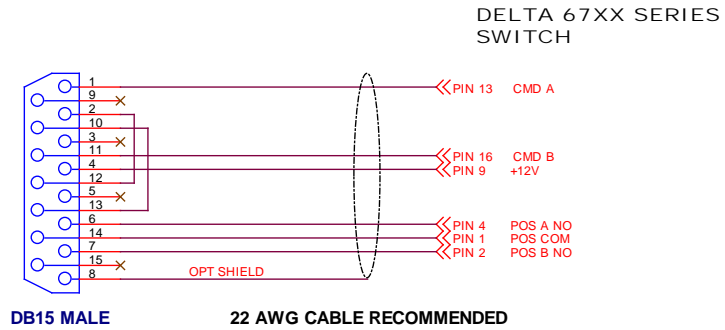 DELTA 67XX SERIES
SWITCH
1
PIN 13 CMD A
9
2
10
3
11
PIN 16 CMD B
4
PIN 9 +12V
12
5
13
6
PIN 4 POS A NO
14
PIN 1 POS COM
7
PIN 2 POS B NO
15
8
OPT SHIELD
DB15 MALE
22 AWG CABLE RECOMMENDED